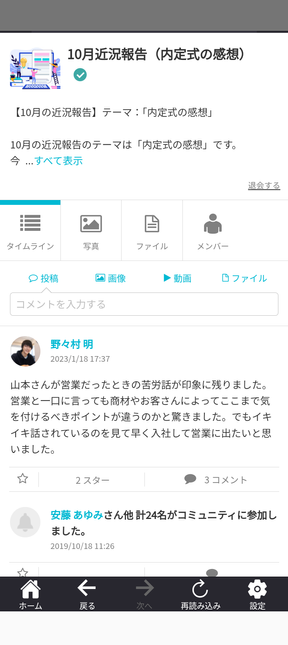 10月近況報告（内定式の感想）
【10月の近況報告】テーマ：「内定式の感想」
10月の近況報告のテーマは「内定式の感想」です。
今 ...すべて表示
退会する
タイムライン 写真 ファイル メンバー
投稿 画像 動画 ファイル
コメントを入力する
野々村 明
2023/1/18 17:37
山本さんが営業だったときの苦労話が印象に残りました。
営業と一口に言っても商材やお客さんによってここまで気
を付けるべきポイントが違うのかと驚きました。でもイキ
イキ話されているのを見て早く入社して営業に出たいと思
いました。
2 スター 3 コメント
安藤 あゆみさん他 計24名がコミュニティに参加し
ました。
2019/10/18 11:26
ホーム 戻る 次へ 再読み込み 設定